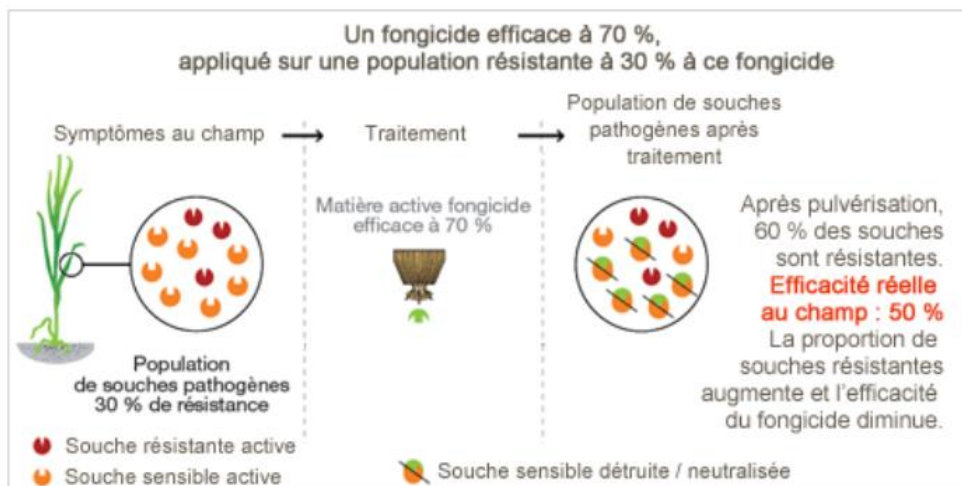 Un fongicide efficace à 70 %,
appliqué sur une population résistante à 30 % à ce fongicide
Symptômes au champ
Traitement
Population de souches
pathogènes après
traitement
Matière active fongicide
efficace à 70 %
Population
de souches pathogènes
30 % de résistance
Après pulvérisation,
60 % des souches
sont résistantes.
Efficacité réelle
au champ : 50 %
La proportion de
souches résistantes
augmente et l'efficacité
du fongicide diminue.
Souche résistante active
Souche sensible active
Souche sensible détruite / neutralisée